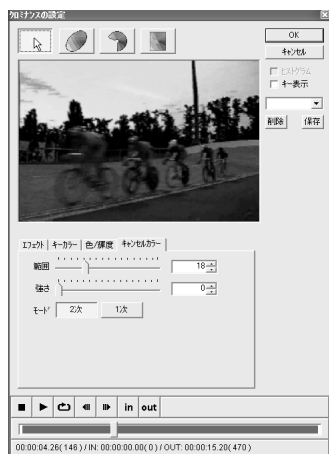 クロミナンスの設定
OK
キャンセル
ヒストグラム
キー表示
削除 保存
エフェクト キーカラー 色/輝度 キャンセルカラー
範囲 18
強さ 0
モード 2次 1次
in out
00:00:04.26( 146 ) / IN: 00:00:00.00( 0 ) / OUT: 00:00:15.20( 470 )